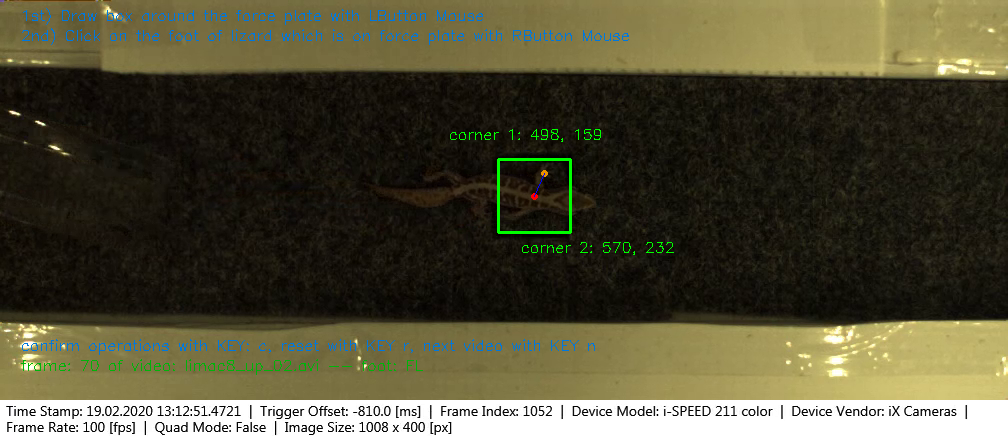 1st) Draw box around the force plate with LButton Mouse
2nd) Click on the foot of lizard which is on force plate with RButton Mouse
corner 1: 498, 159
corner 2: 570, 232
confirm operations with KEY: c, reset with KEY r, next video with KEY n
frame: 70 of video:
Time Stamp: 19.02.2020 13:12:51.4721 | Trigger Offset: -810.0 [ms] | Frame Index: 1052 | Device Model: i-SPEED 211 color | Device Vendor: iX Cameras |
Frame Rate: 100 [fps] | Quad Mode: False | Image Size: 1008 x 400 [px]